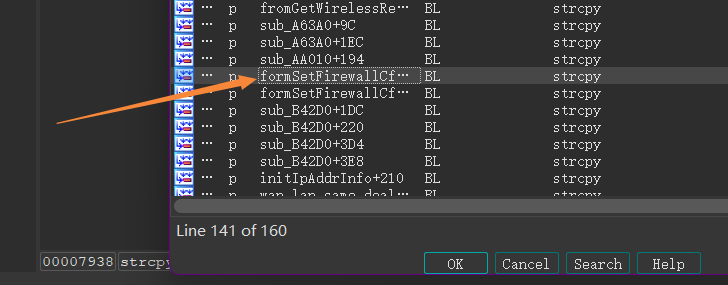 ··· p fromGetWirelessRe··· BL strcpy
··· p sub_A63A0+9C BL strcpy
··· p sub_A63A0+1EC BL strcpy
··· p sub_AA010+194 BL strcpy
··· p formSetFirewallCf··· BL strcpy
··· p formSetFirewallCf··· BL strcpy
··· p sub_B42D0+1DC BL strcpy
··· p sub_B42D0+220 BL strcpy
··· p sub_B42D0+3D4 BL strcpy
··· p sub_B42D0+3E8 BL strcpy
··· p initIpAddrInfo+210 BL strcpy
··· p BL strcpy
Line 141 of 160
00007938 strcpy
OK Cancel Search Help